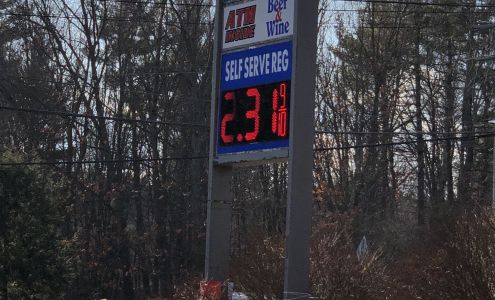 ATM
INSIDE
Beer
&
Wine
SELF SERVE REG
2.31 9/10